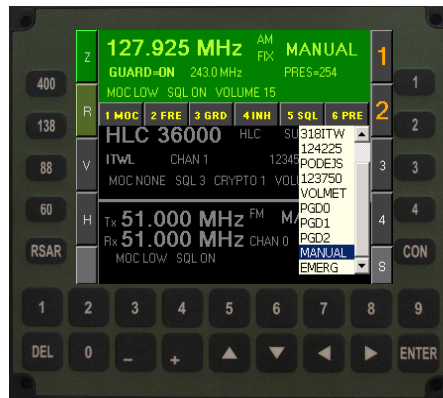 Z
127.925 MHz AM FIX MANUAL 1
GUARD=ON 243.0 MHz PRES=254
MOC LOW SQL ON VOLUME 15
R 1 MOC 2 FRE 3 GRD 4 INH 5 SQL 6 PRE 2
HLC 36000 HLC
ITWL CHAN 1 12345
MOC NONE SQL 3 CRYPTO 1
V 3
318ITW
124225
PODEJS
123750
VOLMET
PGD0
PGD1
PGD2
MANUAL
EMERG
H 4
Tx 51.000 MHz FM
Rx 51.000 MHz CHAN 0
MOC LOW SQL ON
S
400
138
88
60
RSAR
1
2
3
4
CON
1 2 3 4 5 6 7 8 9
DEL 0 – + ▲ ▼ ◀ ▶ ENTER